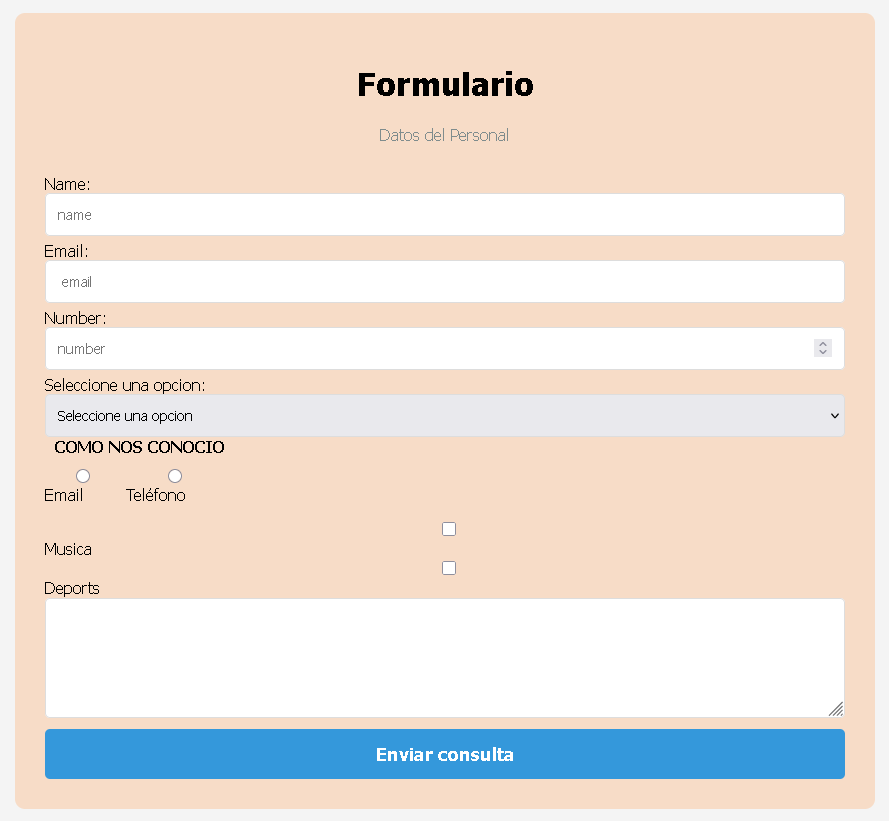 Formulario
Datos del Personal
Name:
name
Email:
email
Number:
number
Seleccione una opcion:
Seleccione una opcion
COMO NOS CONOCIO
Email Teléfono
Musica
Deports
Enviar consulta